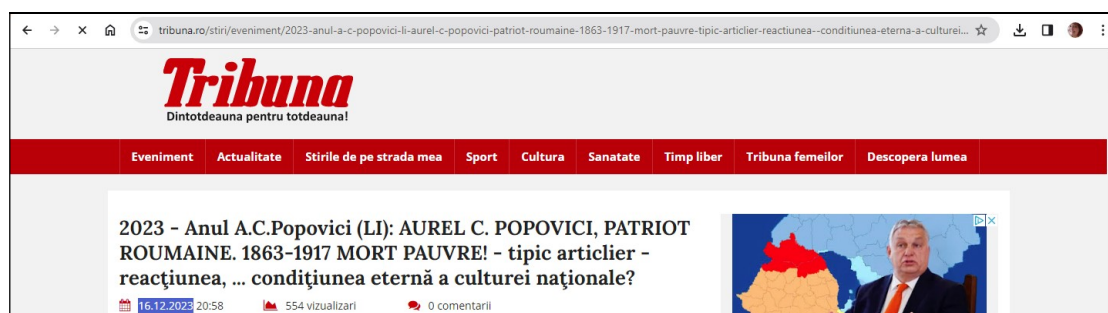 tribuna.ro/stiri/eveniment/2023-anul-a-c-popovici-li-aurel-c-popovici-patriot-roumaine-1863-1917-mort-pauvre-tipic-articlier-reactiunea--conditiunea-eterna-a-culturei...
Tribuna
Dintotdeauna pentru totdeauna!
Eveniment Actualitate Stirile de pe strada mea Sport Cultura Sanatate Timp liber Tribuna femeilor Descopera lumea
2023 - Anul A.C.Popovici (LI): AUREL C. POPOVICI, PATRIOT
ROUMAINE. 1863-1917 MORT PAUVRE! - tipic articlier -
reacțiunea, ... condițiunea eternă a culturei naționale?
16.12.2023 20:58 554 vizualizari 0 comentarii